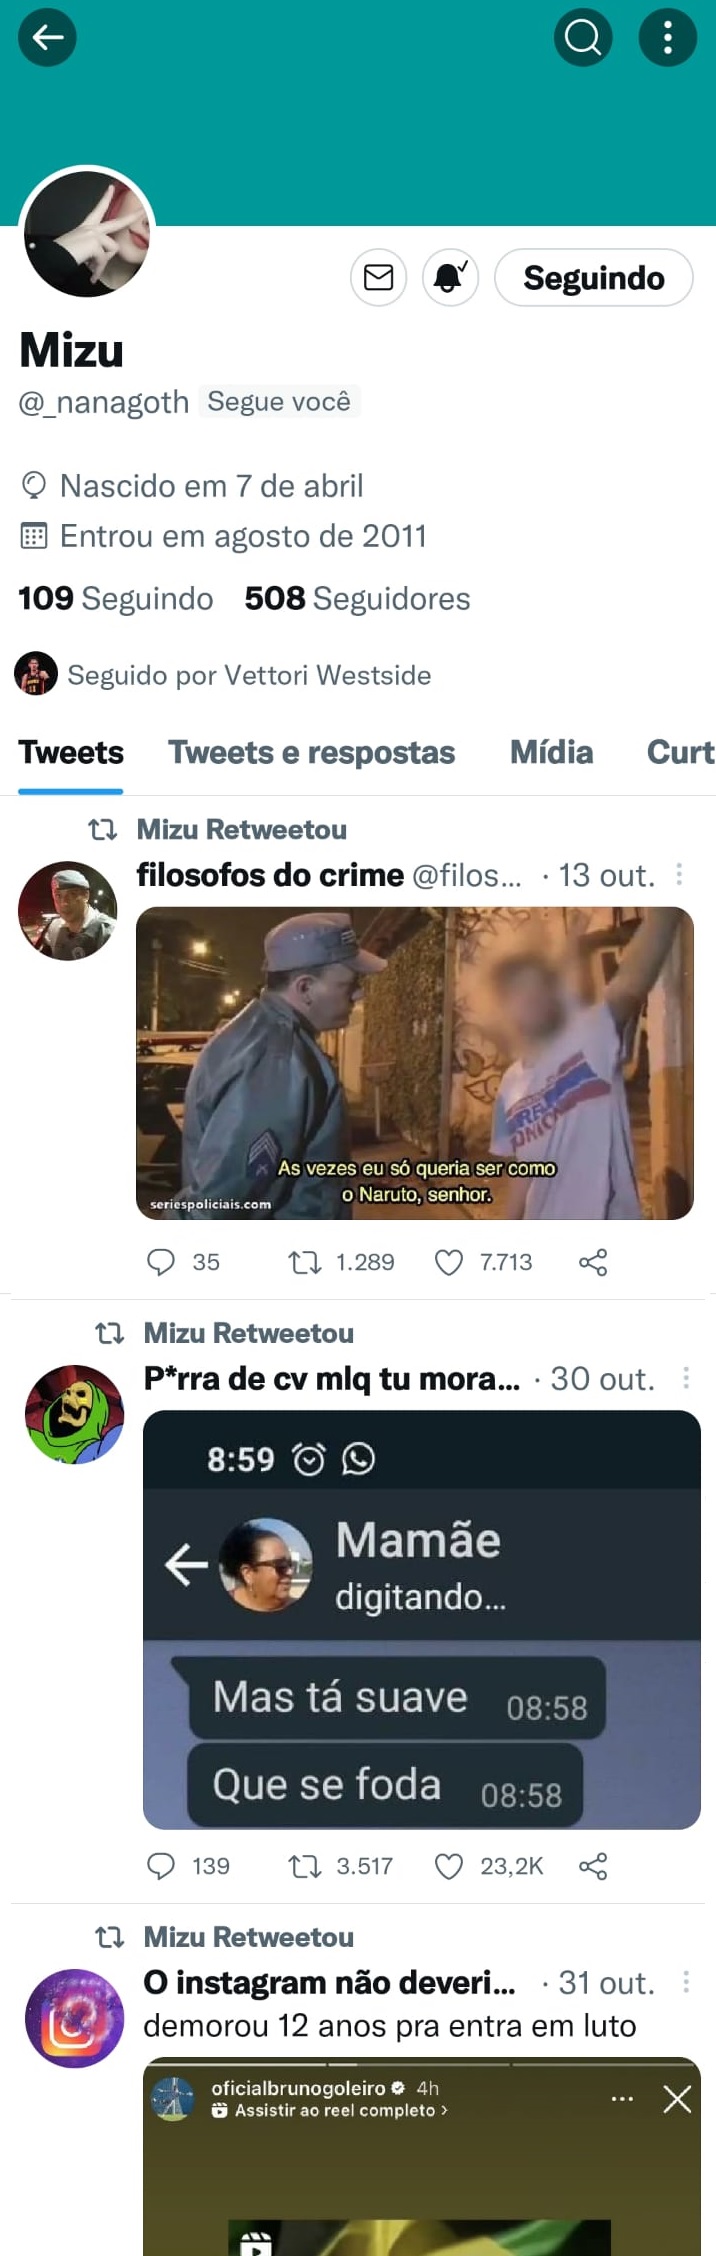 Seguindo
Mizu
@_nanagoth Segue você
Nascido em 7 de abril
Entrou em agosto de 2011
109 Seguindo 508 Seguidores
Seguido por Vettori Westside
Tweets Tweets e respostas Mídia Curt
Mizu Retweetou
filosofos do crime @filos... · 13 out.
As vezes eu só queria ser como
o Naruto, senhor.
seriespoliciais.com
35 1.289 7.713
Mizu Retweetou
P*rra de cv mlq tu mora... · 30 out.
8:59
Mamãe
digitando...
Mas tá suave 08:58
Que se foda 08:58
139 3.517 23,2K
Mizu Retweetou
O instagram não deveri... · 31 out.
demorou 12 anos pra entra em luto
oficialbrunogoleiro 4h
Assistir ao reel completo >